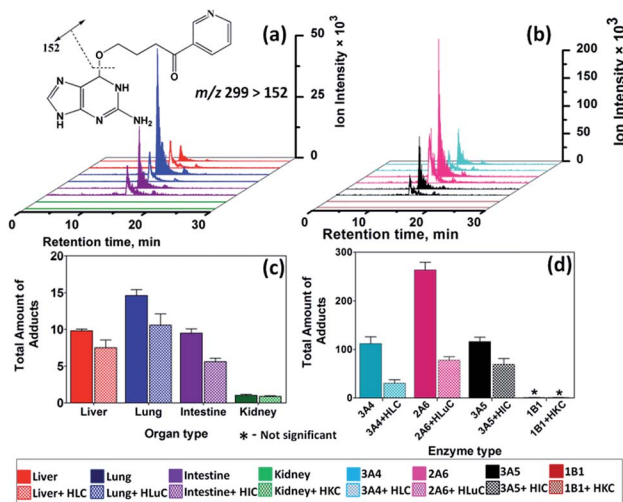 (a)
152
N
O
O
N
NH
N
H
N
NH2
m/z 299 > 152
Ion Intensity × 10³
50
25
0
0
10
20
30
Retention time, min
(b)
Ion Intensity × 10³
200
150
100
50
0
0
10
20
30
Retention time, min
(c)
Total Amount of
Adducts
20
15
10
5
0
Liver
Lung
Intestine
Kidney
Organ type
* - Not significant
(d)
Total Amount of
Adducts
300
200
100
0
* *
3A4
3A4+HLC
2A6
2A6+HLuC
3A5
3A5+HIC
1B1
1B1+HKC
Enzyme type
Liver Lung Intestine Kidney 3A4 2A6 3A5 1B1
Liver+ HLC Lung+ HLuC Intestine+ HIC Kidney+ HKC 3A4+ HLC 2A6+ HLuC 3A5+ HIC 1B1+ HKC